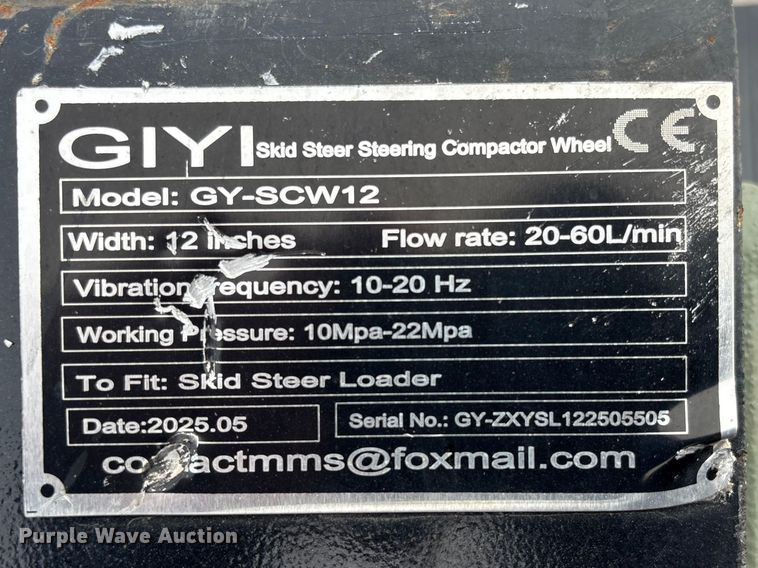 GIYI Skid Steer Steering Compactor Wheel CE
Model: GY-SCW12
Width: 12 inches Flow rate: 20-60L/min
Vibration frequency: 10-20 Hz
Working Pressure: 10Mpa-22Mpa
To Fit: Skid Steer Loader
Date:2025.05 Serial No.: GY-ZXYSL122505505
contactmms@foxmail.com
Purple Wave Auction